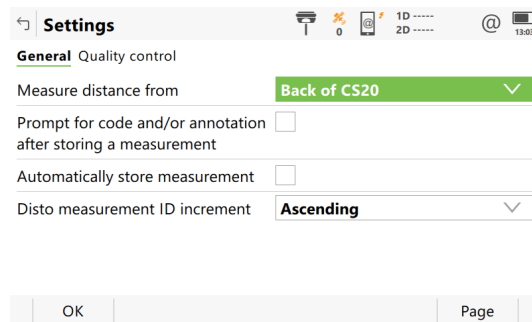 Settings
0
@
1D -----
2D -----
@
13:03
General Quality control
Measure distance from Back of CS20
Prompt for code and/or annotation
after storing a measurement
Automatically store measurement
Disto measurement ID increment Ascending
OK Page